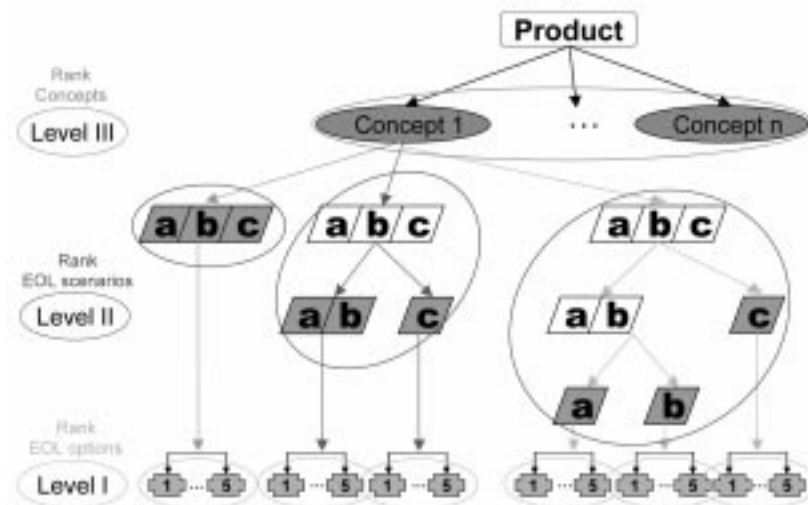 Product
Rank
Concepts
Level III
Concept 1 ... Concept n
a b c a b c a b c
Rank
EOL scenarios
Level II
a b c a b c
a b
Rank
EOL options
Level I
1 ... 5 1 ... 5 1 ... 5 1 ... 5 1 ... 5 1 ... 5